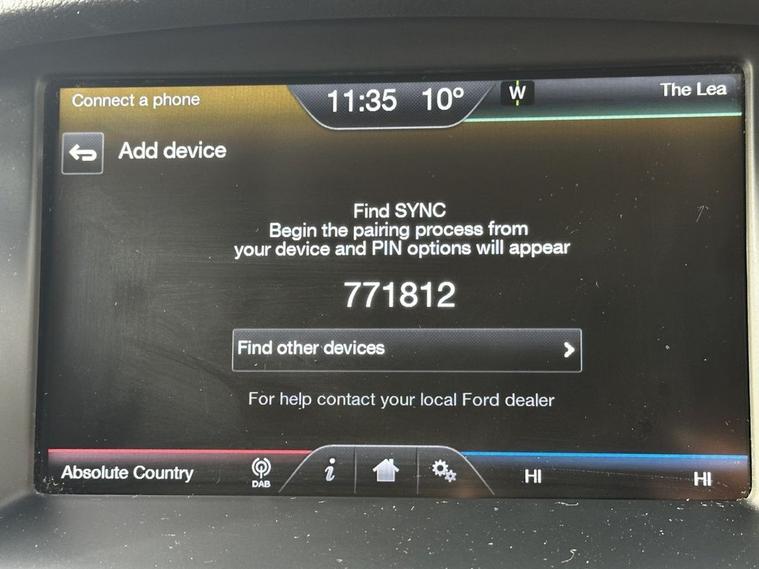 Connect a phone
11:35 10° W The Lea
Add device
Find SYNC
Begin the pairing process from
your device and PIN options will appear
771812
Find other devices
For help contact your local Ford dealer
Absolute Country
DAB
i
HI
HI